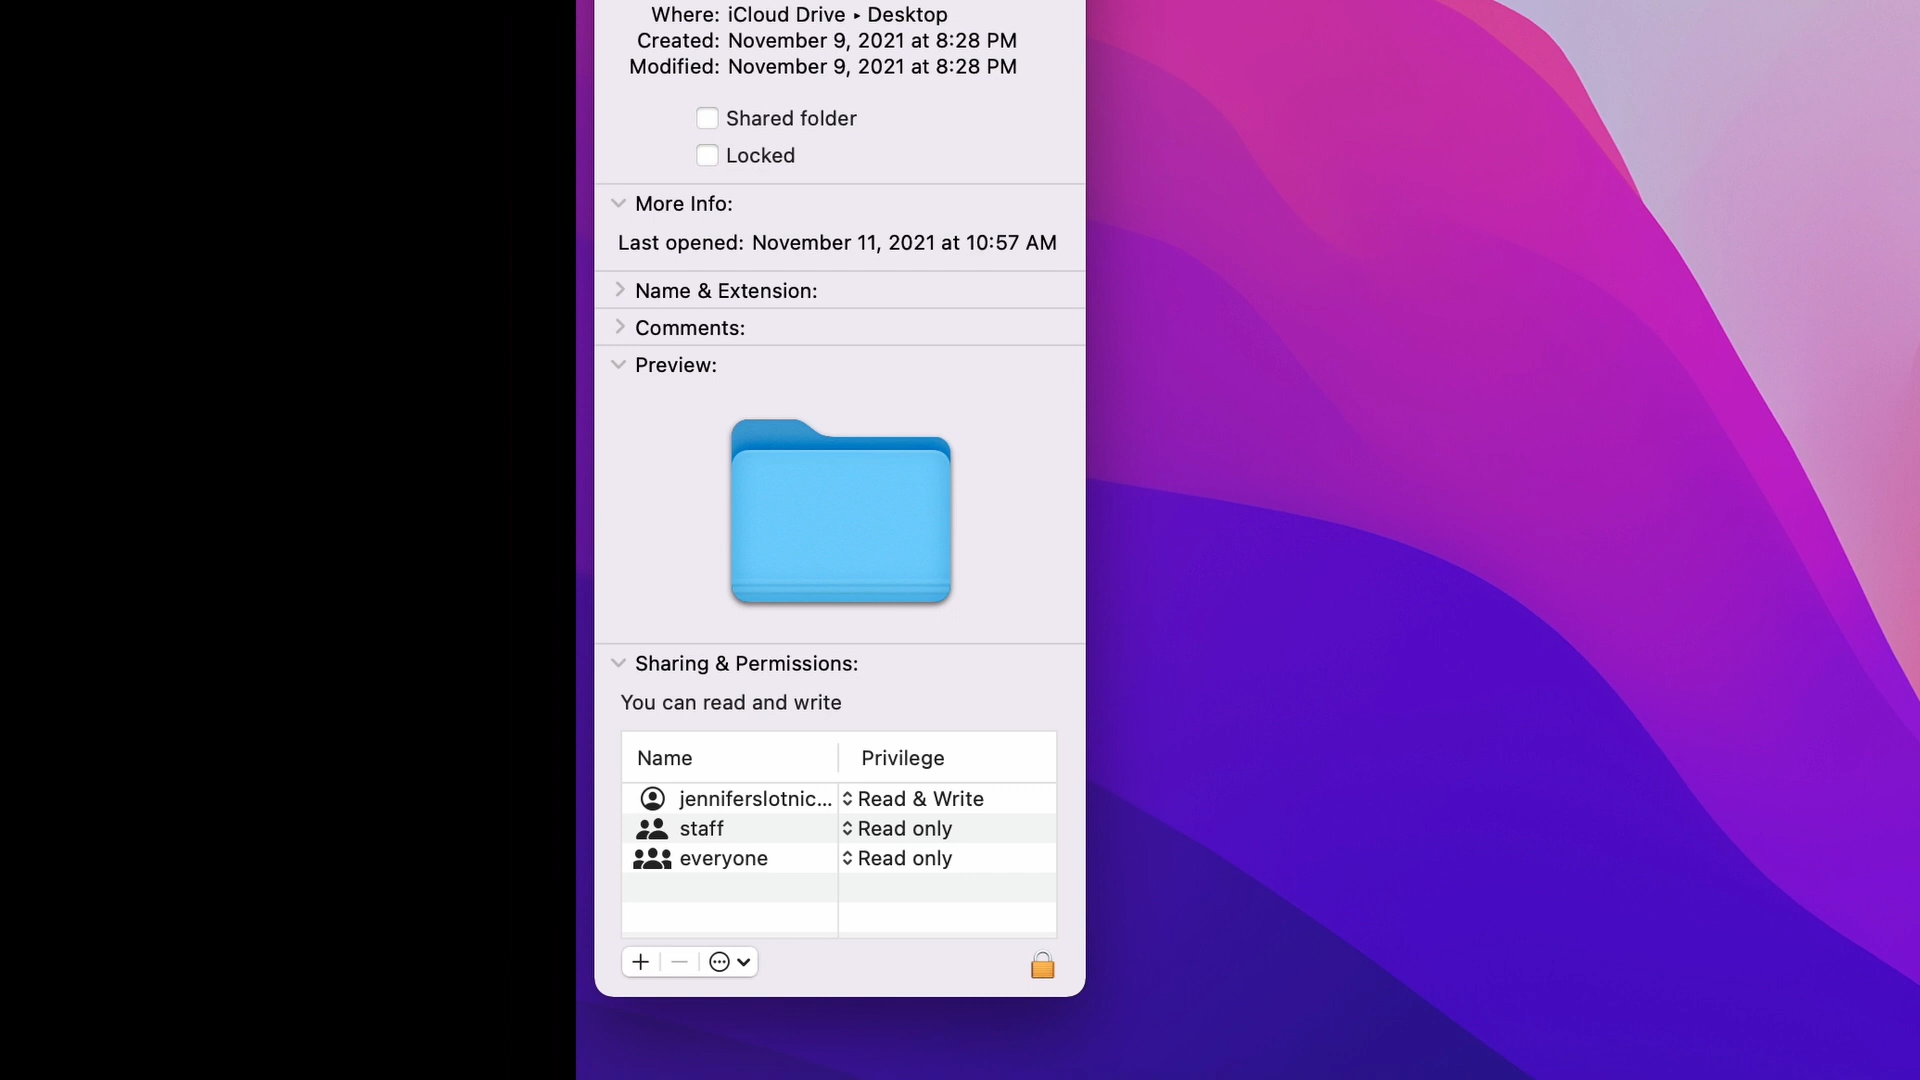 Where: iCloud Drive ▸ Desktop
Created: November 9, 2021 at 8:28 PM
Modified: November 9, 2021 at 8:28 PM
Shared folder
Locked
More Info:
Last opened: November 11, 2021 at 10:57 AM
Name & Extension:
Comments:
Preview:
Sharing & Permissions:
You can read and write
Name Privilege
jenniferslotnic... Read & Write
staff Read only
everyone Read only